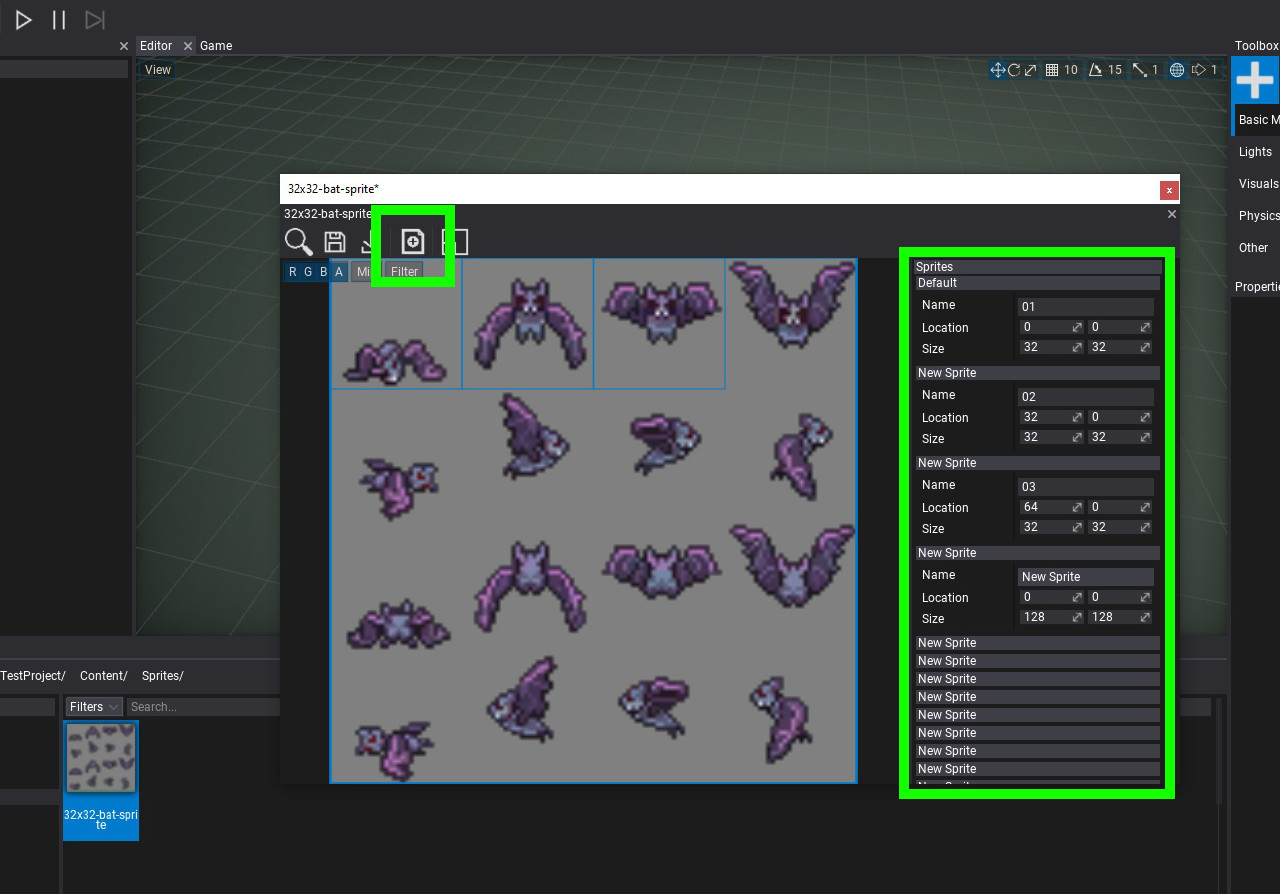 Editor
Game
Toolbox
View
10
15
1
1
Basic M
Lights
Visuals
Physics
Other
Properti
32x32-bat-sprite*
x
32x32-bat-sprite
R G B A
Mi
Filter
Sprites
Default
Name 01
Location 0 0
Size 32 32
New Sprite
Name 02
Location 32 0
Size 32 32
New Sprite
Name 03
Location 64 0
Size 32 32
New Sprite
Name New Sprite
Location 0 0
Size 128 128
New Sprite
New Sprite
New Sprite
New Sprite
New Sprite
New Sprite
New Sprite
New Sprite
TestProject/ Content/ Sprites/
Filters
Search...
32x32-bat-spri
te